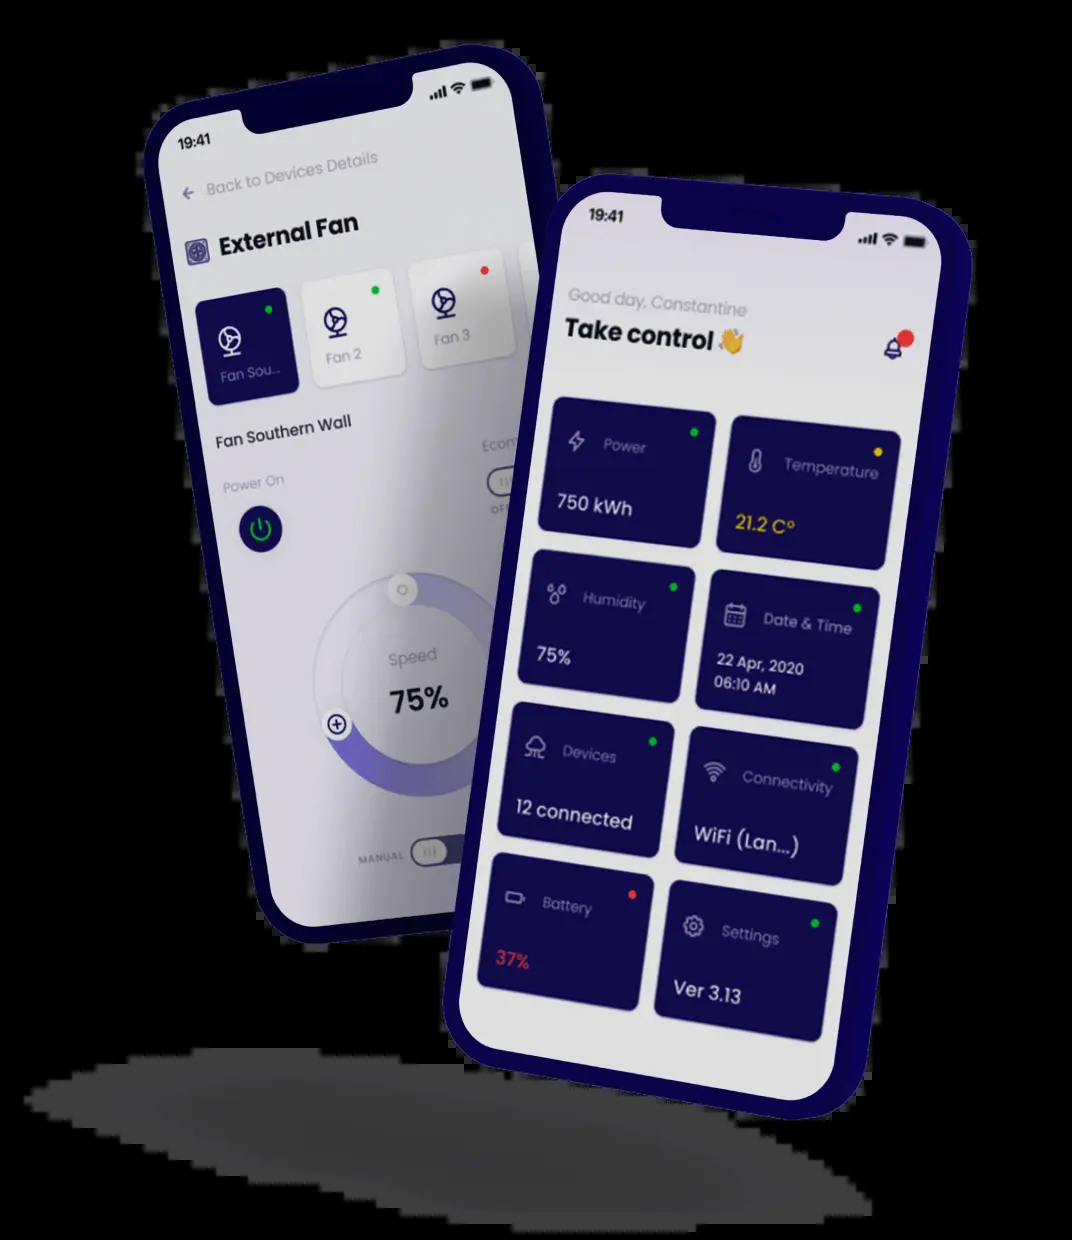 19:41
Back to Devices Details
External Fan
Fan Sou...
Fan 2
Fan 3
Fan Southern Wall
Power On
Speed
75%
MANUAL
19:41
Good day, Constantine
Take control 👋
Power
750 kWh
Temperature
21.2 Cº
Humidity
75%
Date & Time
22 Apr, 2020
06:10 AM
Devices
12 connected
Connectivity
WiFi (Lan...)
Battery
37%
Settings
Ver 3.13